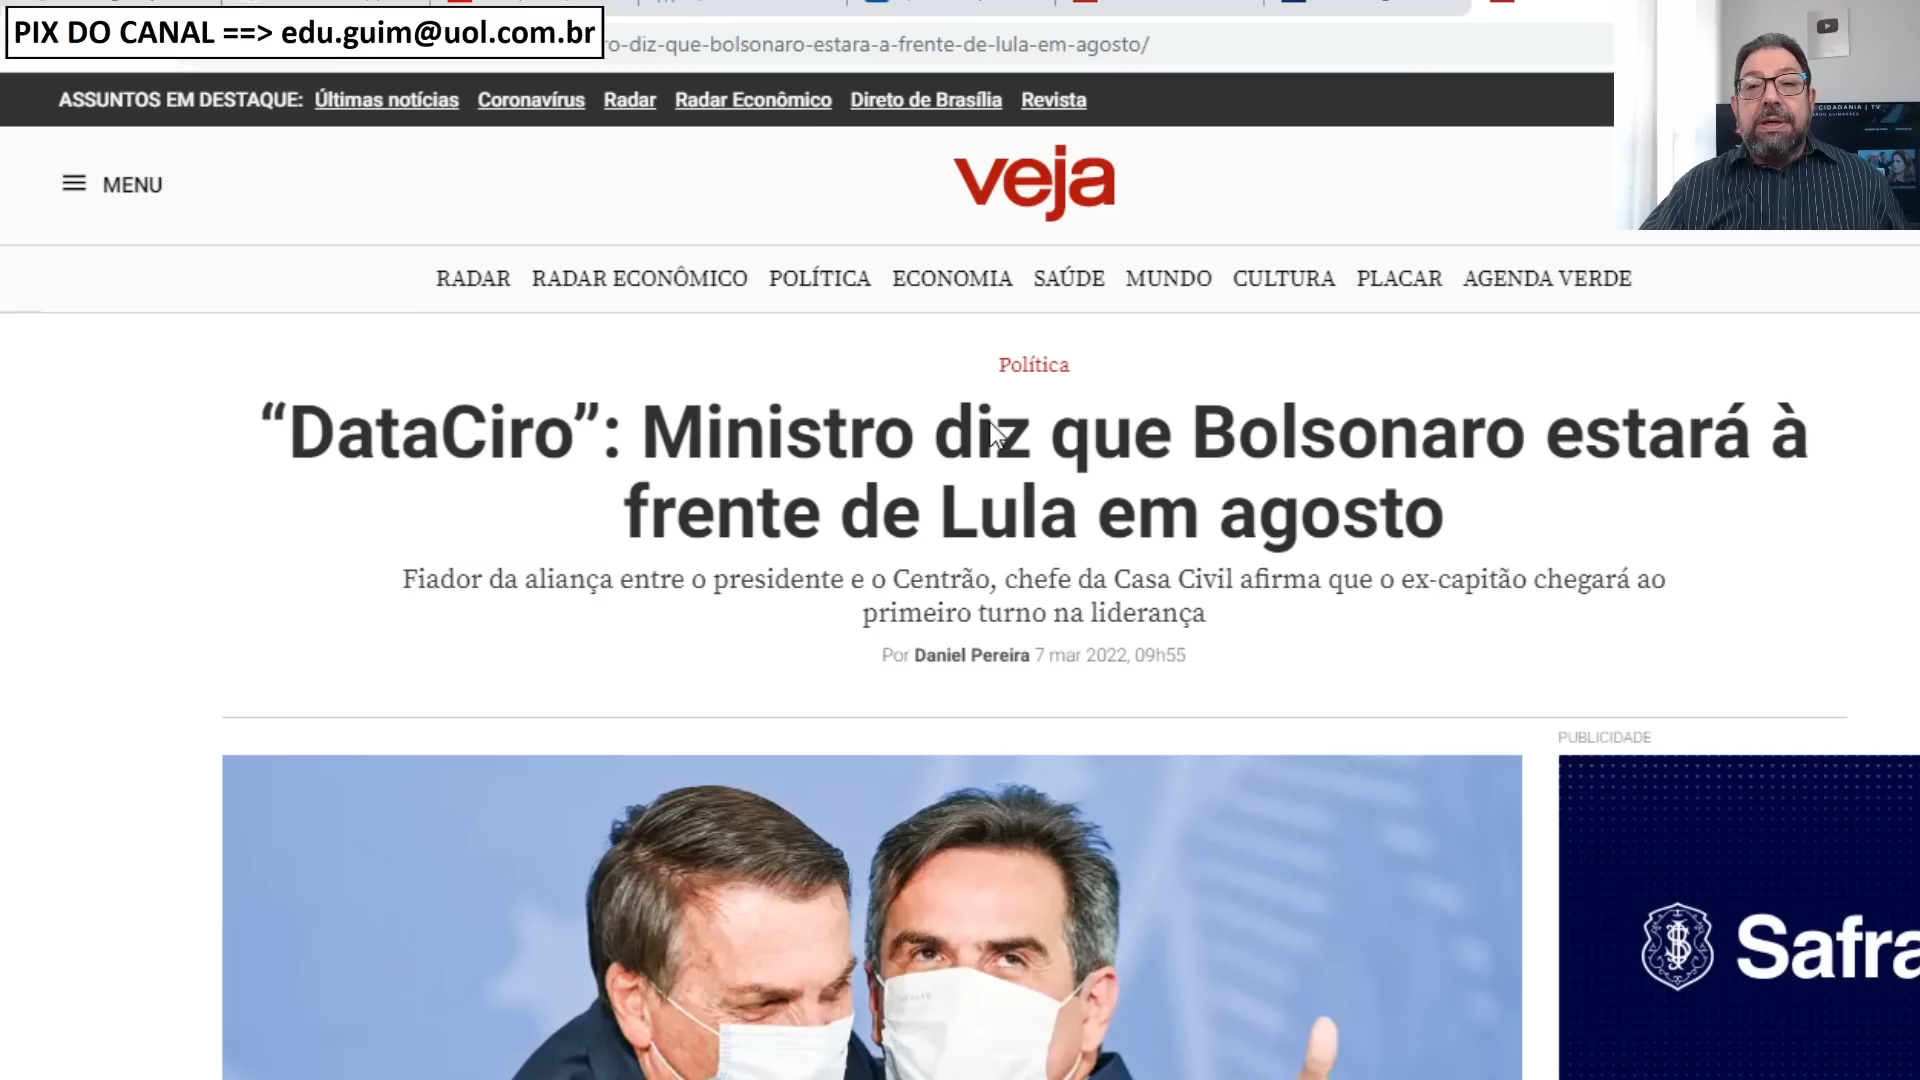 PIX DO CANAL ==> edu.guim@uol.com.br
ro-diz-que-bolsonaro-estara-a-frente-de-lula-em-agosto/
CIDADANIA | TV
ASSUNTOS EM DESTAQUE: Últimas notícias Coronavírus Radar Radar Econômico Direto de Brasília Revista
MENU
veja
RADAR RADAR ECONÔMICO POLÍTICA ECONOMIA SAÚDE MUNDO CULTURA PLACAR AGENDA VERDE
Política
“DataCiro”: Ministro diz que Bolsonaro estará à
frente de Lula em agosto
Fiador da aliança entre o presidente e o Centrão, chefe da Casa Civil afirma que o ex-capitão chegará ao
primeiro turno na liderança
Por Daniel Pereira 7 mar 2022, 09h55
PUBLICIDADE
Safra